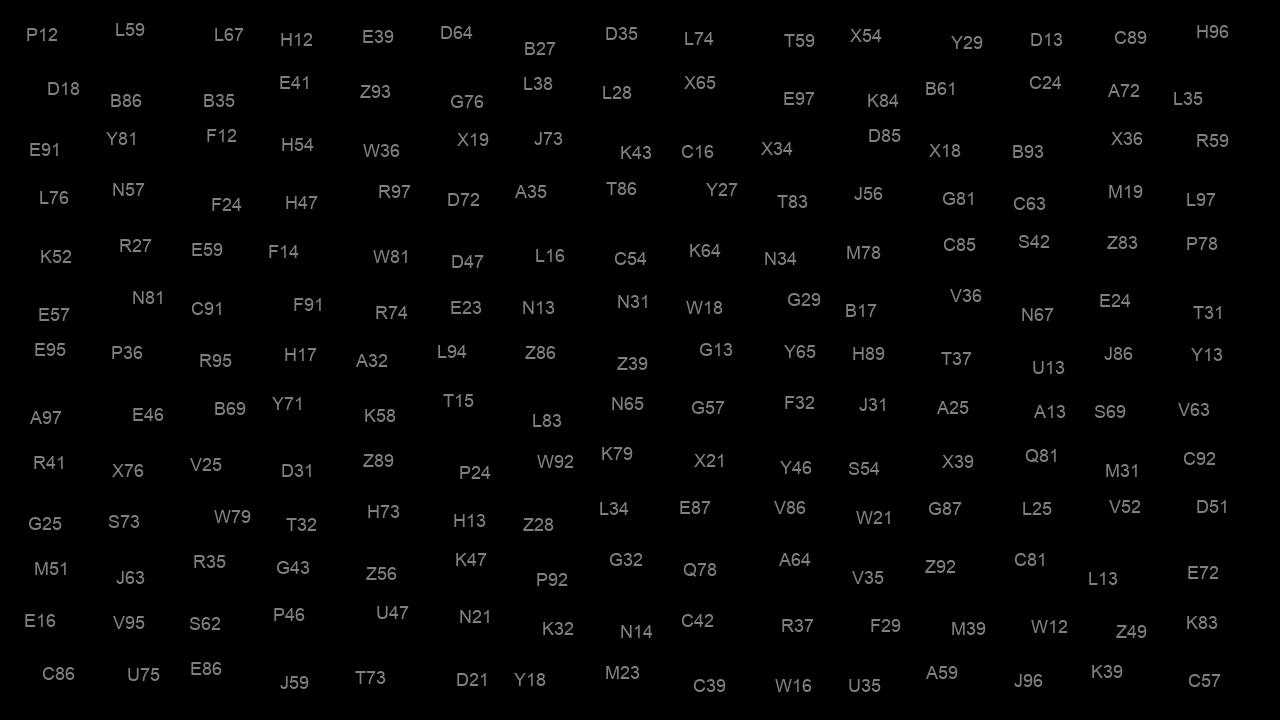 P12 L59 L67 H12 E39 D64 B27 D35 L74 T59 X54 Y29 D13 C89 H96
D18 B86 B35 E41 Z93 G76 L38 L28 X65 E97 K84 B61 C24 A72 L35
E91 Y81 F12 H54 W36 X19 J73 K43 C16 X34 D85 X18 B93 X36 R59
L76 N57 F24 H47 R97 D72 A35 T86 Y27 T83 J56 G81 C63 M19 L97
K52 R27 E59 F14 W81 D47 L16 C54 K64 N34 M78 C85 S42 Z83 P78
E57 N81 C91 F91 R74 E23 N13 N31 W18 G29 B17 V36 N67 E24 T31
E95 P36 R95 H17 A32 L94 Z86 Z39 G13 Y65 H89 T37 U13 J86 Y13
A97 E46 B69 Y71 K58 T15 L83 N65 G57 F32 J31 A25 A13 S69 V63
R41 X76 V25 D31 Z89 P24 W92 K79 X21 Y46 S54 X39 Q81 M31 C92
G25 S73 W79 T32 H73 H13 Z28 L34 E87 V86 W21 G87 L25 V52 D51
M51 J63 R35 G43 Z56 K47 P92 G32 Q78 A64 V35 Z92 C81 L13 E72
E16 V95 S62 P46 U47 N21 K32 N14 C42 R37 F29 M39 W12 Z49 K83
C86 U75 E86 J59 T73 D21 Y18 M23 C39 W16 U35 A59 J96 K39 C57